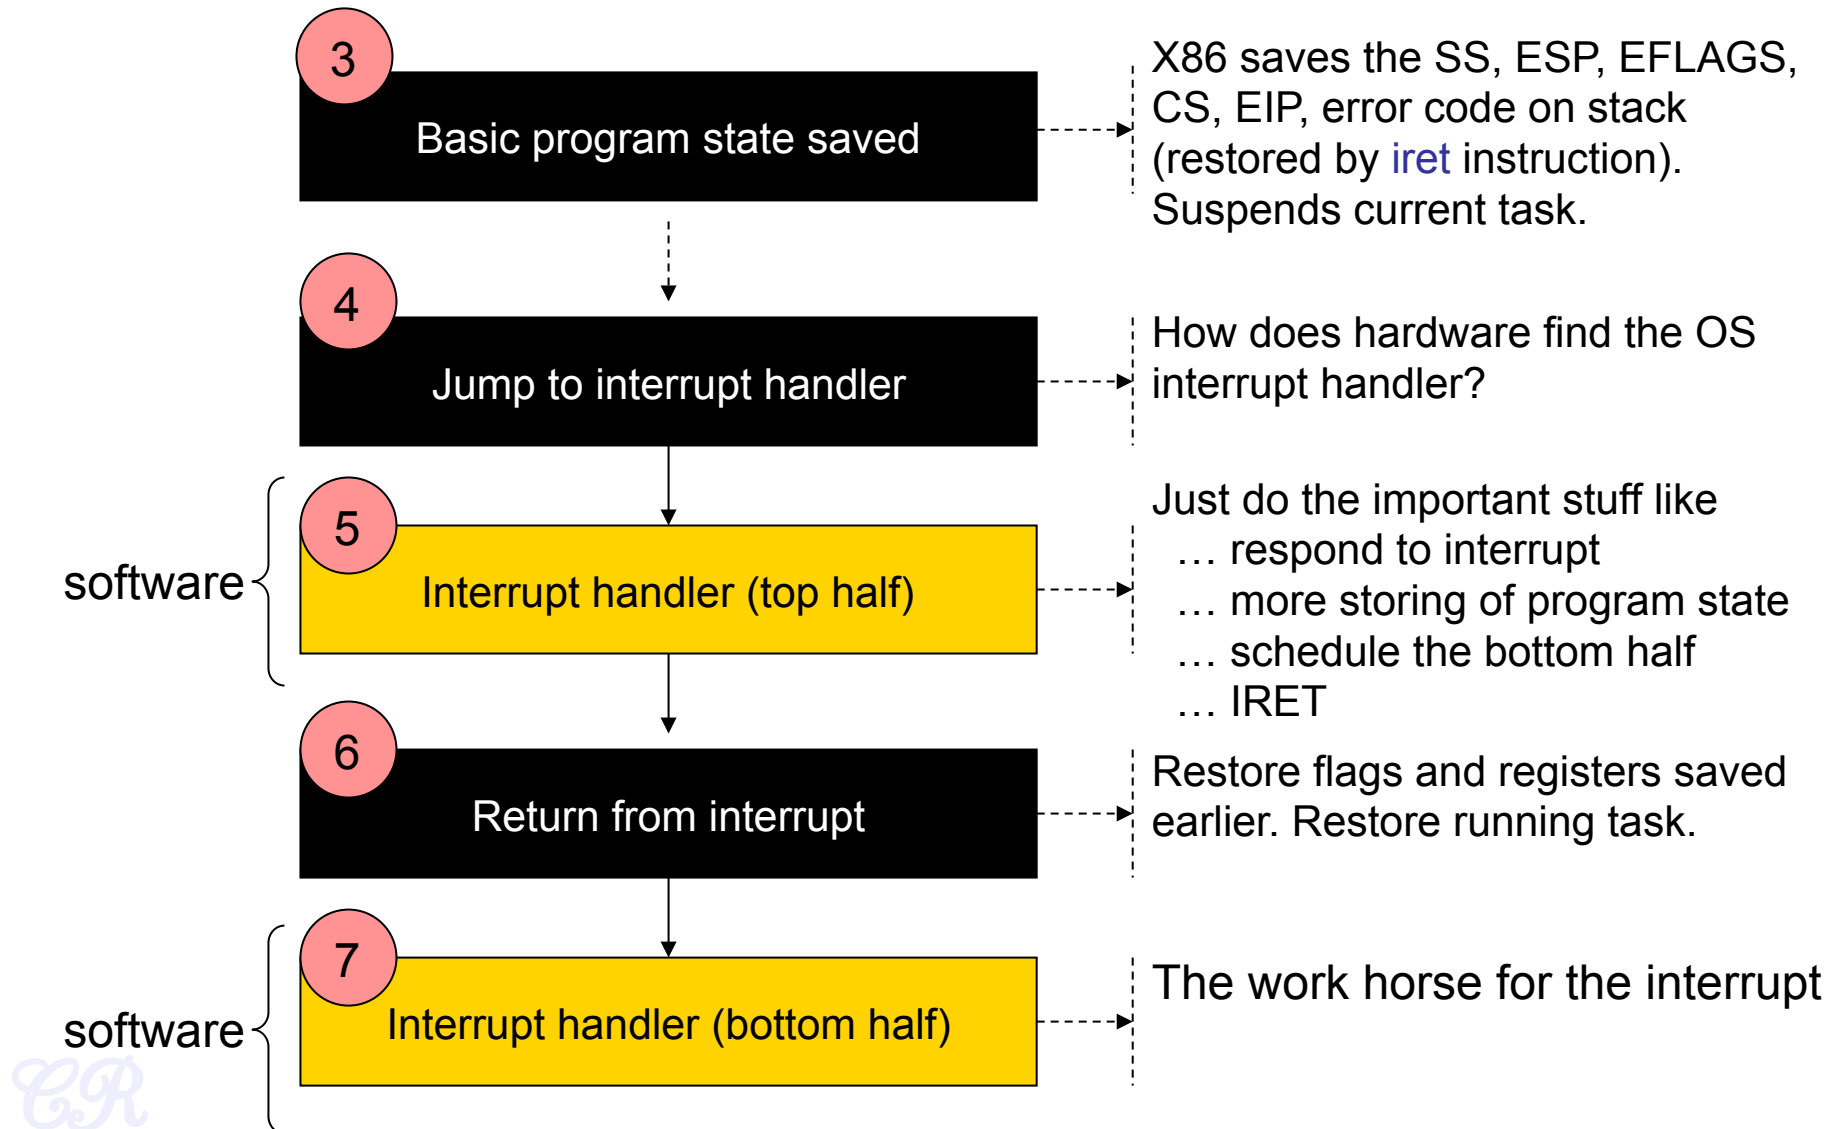 3
Basic program state saved
X86 saves the SS, ESP, EFLAGS,
CS, EIP, error code on stack
(restored by iret instruction).
Suspends current task.
4
Jump to interrupt handler
How does hardware find the OS
interrupt handler?
software
5
Interrupt handler (top half)
Just do the important stuff like
… respond to interrupt
… more storing of program state
… schedule the bottom half
… IRET
6
Return from interrupt
Restore flags and registers saved
earlier. Restore running task.
software
7
Interrupt handler (bottom half)
The work horse for the interrupt
CR